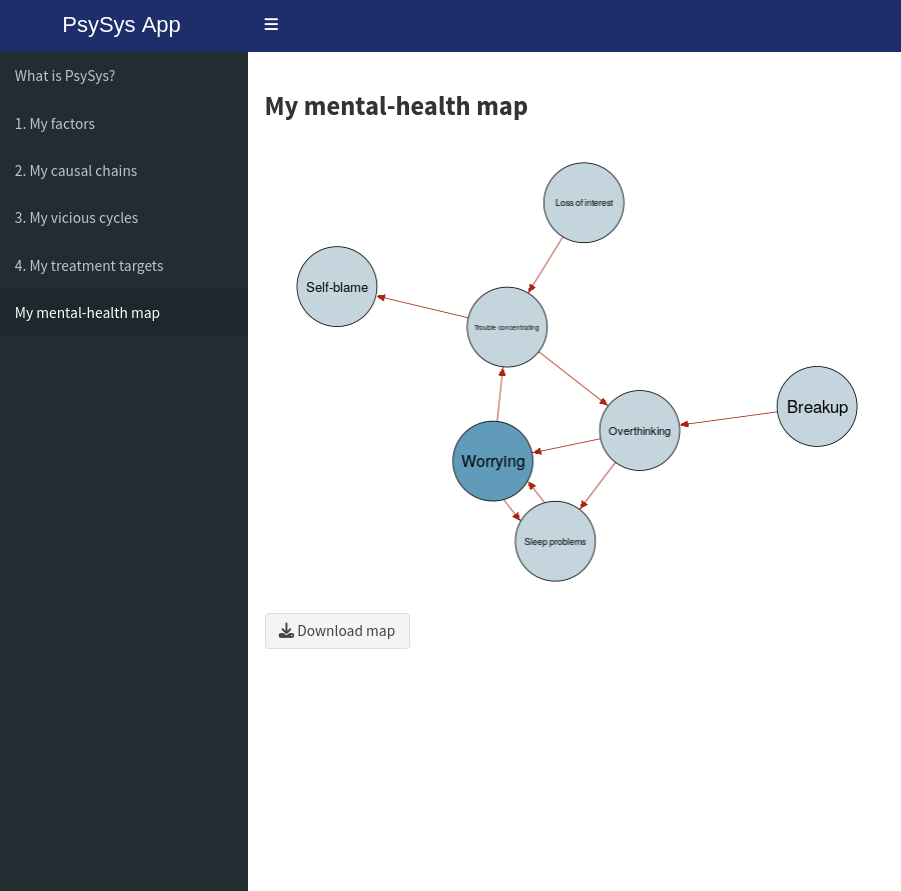 PsySys App
What is PsySys?
1. My factors
2. My causal chains
3. My vicious cycles
4. My treatment targets
My mental-health map
My mental-health map
Loss of interest
Self-blame
Trouble concentrating
Breakup
Overthinking
Worrying
Sleep problems
Download map